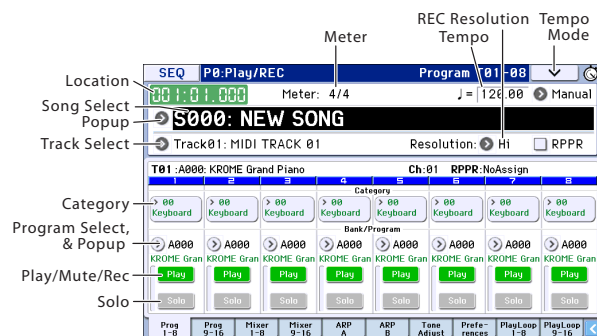 REC Resolution Tempo
Meter Tempo Mode
SEQ P0:Play/REC Program T01-08
Location 001:01.000 Meter: 4/4 ♩= 120.00 Manual
Song Select
Popup S000: NEW SONG
Track Select Track01: MIDI TRACK 01 Resolution: Hi RPPR
T01 :A000: KROME Grand Piano Ch:01 RPPR:NoAssign
1 2 3 4 5 6 7 8
Category
Category 00 00 00 00 00 00 00 00
Keyboard Keyboard Keyboard Keyboard Keyboard Keyboard Keyboard Keyboard
Bank/Program
Program Select,
& Popup A000 A000 A000 A000 A000 A000 A000 A000
KROME Gran KROME Gran KROME Gran KROME Gran KROME Gran KROME Gran KROME Gran KROME Gran
Play/Mute/Rec Play Play Play Play Play Play Play Play
Solo Solo Solo Solo Solo Solo Solo Solo Solo
Prog Prog Mixer Mixer ARP ARP Tone Prefe- PlayLoop PlayLoop
1-8 9-16 1-8 9-16 A B Adjust rences 1-8 9-16